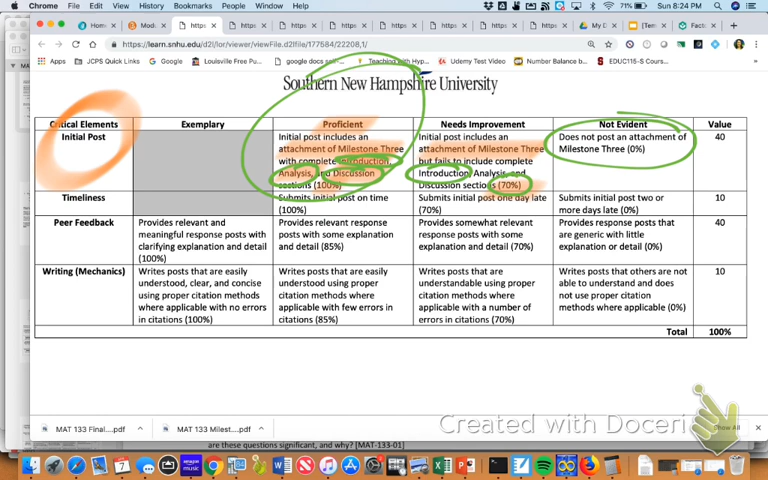 Chrome File Edit View History Bookmarks People Window Help
71% Sun 8:24 PM
Home
Modu
https
https
https
https
https
https
https
https
My D
[Tem
Fact
https://learn.snhu.edu/d2l/lor/viewer/viewFile.d2lfile/177584/22208,1/
Apps JCPS Quick Links Google Louisville Free Pu... google docs Teaching with Hyp... Number Balance b... EDUC115-S Cours...
Southern New Hampshire University
Critical Elements Exemplary Proficient Needs Improvement Not Evident Value
Initial Post
Initial post includes an
attachment of Milestone Three
with complete Introduction,
Analysis, and Discussion
sections (100%)
Initial post includes an
attachment of Milestone Three
but fails to include complete
Introduction, Analysis, and
Discussion sections (70%)
Does not post an attachment of
Milestone Three (0%)
40
Timeliness
Submits initial post on time
(100%)
Submits initial post one day late
(70%)
Submits initial post two or
more days late (0%)
10
Peer Feedback
Provides relevant and
meaningful response posts with
clarifying explanation and detail
(100%)
Provides relevant response
posts with some explanation
and detail (85%)
Provides somewhat relevant
response posts with some
explanation and detail (70%)
Provides response posts that
are generic with little
explanation or detail (0%)
40
Writing (Mechanics)
Writes posts that are easily
understood, clear, and concise
using proper citation methods
where applicable with no errors
in citations (100%)
Writes posts that are easily
understood using proper
citation methods where
applicable with few errors in
citations (85%)
Writes posts that are
understandable using proper
citation methods where
applicable with a number of
errors in citations (70%)
Writes posts that others are not
able to understand and does
not use proper citation
methods where applicable (0%)
10
Total 100%
MAT 133 Final....pdf
MAT 133 Milest....pdf
Created with Doceri
Show All
are these questions significant, and why? [MAT-133-01]